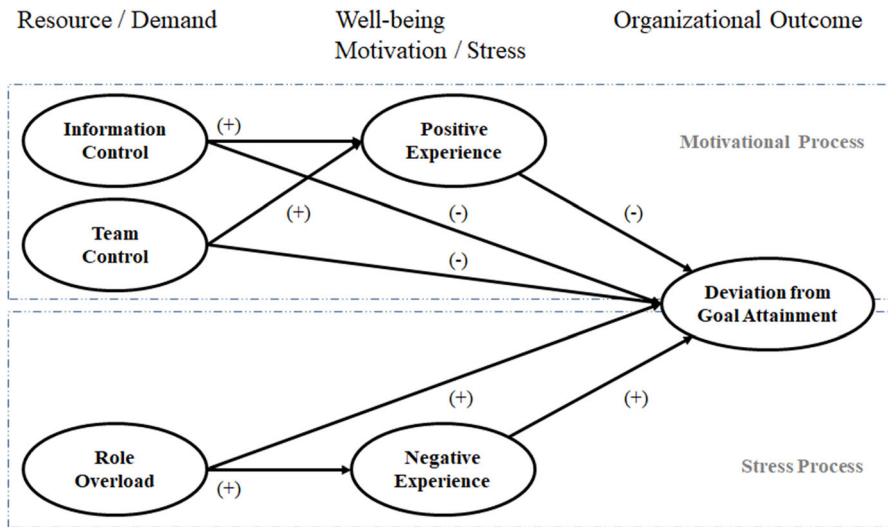 Resource / Demand
Well-being
Motivation / Stress
Organizational Outcome
Information
Control
(+)
Positive
Experience
Motivational Process
Team
Control
(+)
(-)
(-)
(-)
Deviation from
Goal Attainment
Role
Overload
(+)
(+)
Negative
Experience
(+)
Stress Process